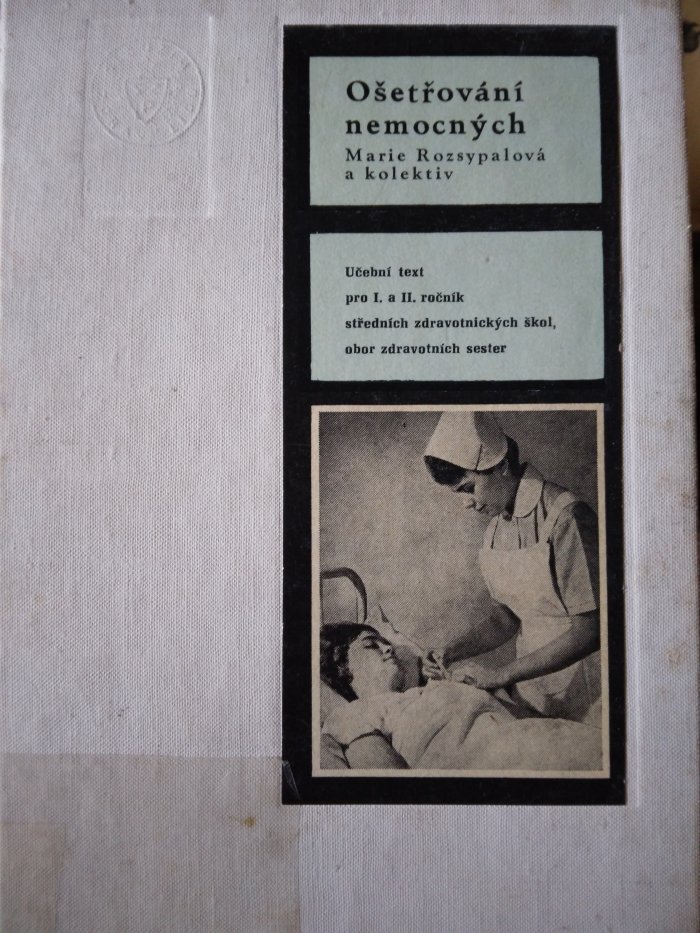 Ošetřování
nemocných
Marie Rozsypalová
a kolektiv
Učební text
pro I. a II. ročník
středních zdravotnických škol,
obor zdravotních sester